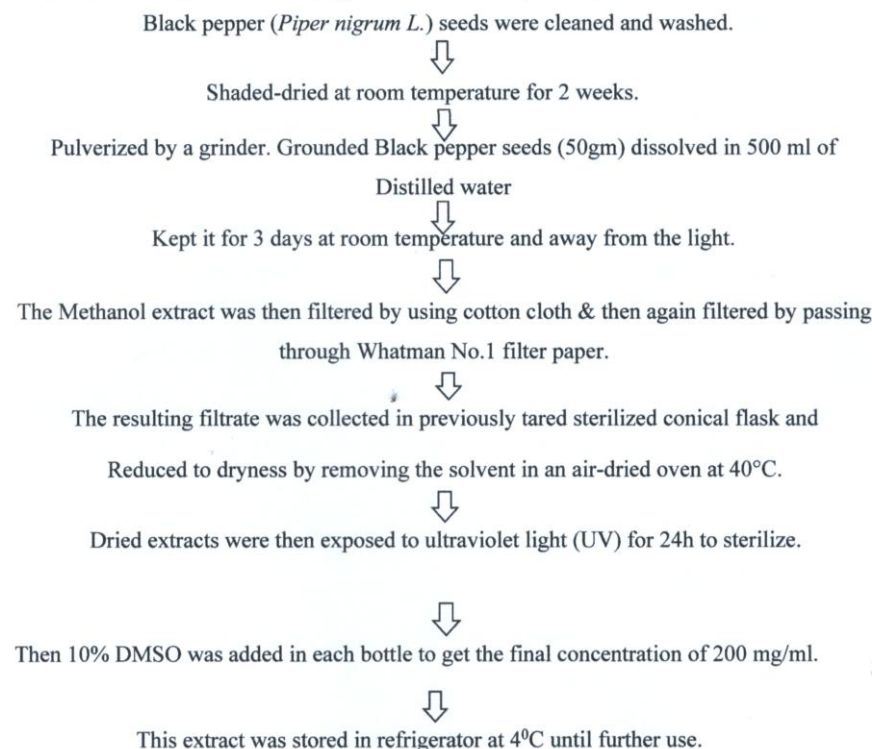 Black pepper (Piper nigrum L.) seeds were cleaned and washed.
Shaded-dried at room temperature for 2 weeks.
Pulverized by a grinder. Grounded Black pepper seeds (50gm) dissolved in 500 ml of
Distilled water
Kept it for 3 days at room temperature and away from the light.
The Methanol extract was then filtered by using cotton cloth & then again filtered by passing
through Whatman No.1 filter paper.
The resulting filtrate was collected in previously tared sterilized conical flask and
Reduced to dryness by removing the solvent in an air-dried oven at 40°C.
Dried extracts were then exposed to ultraviolet light (UV) for 24h to sterilize.
Then 10% DMSO was added in each bottle to get the final concentration of 200 mg/ml.
This extract was stored in refrigerator at 4⁰C until further use.